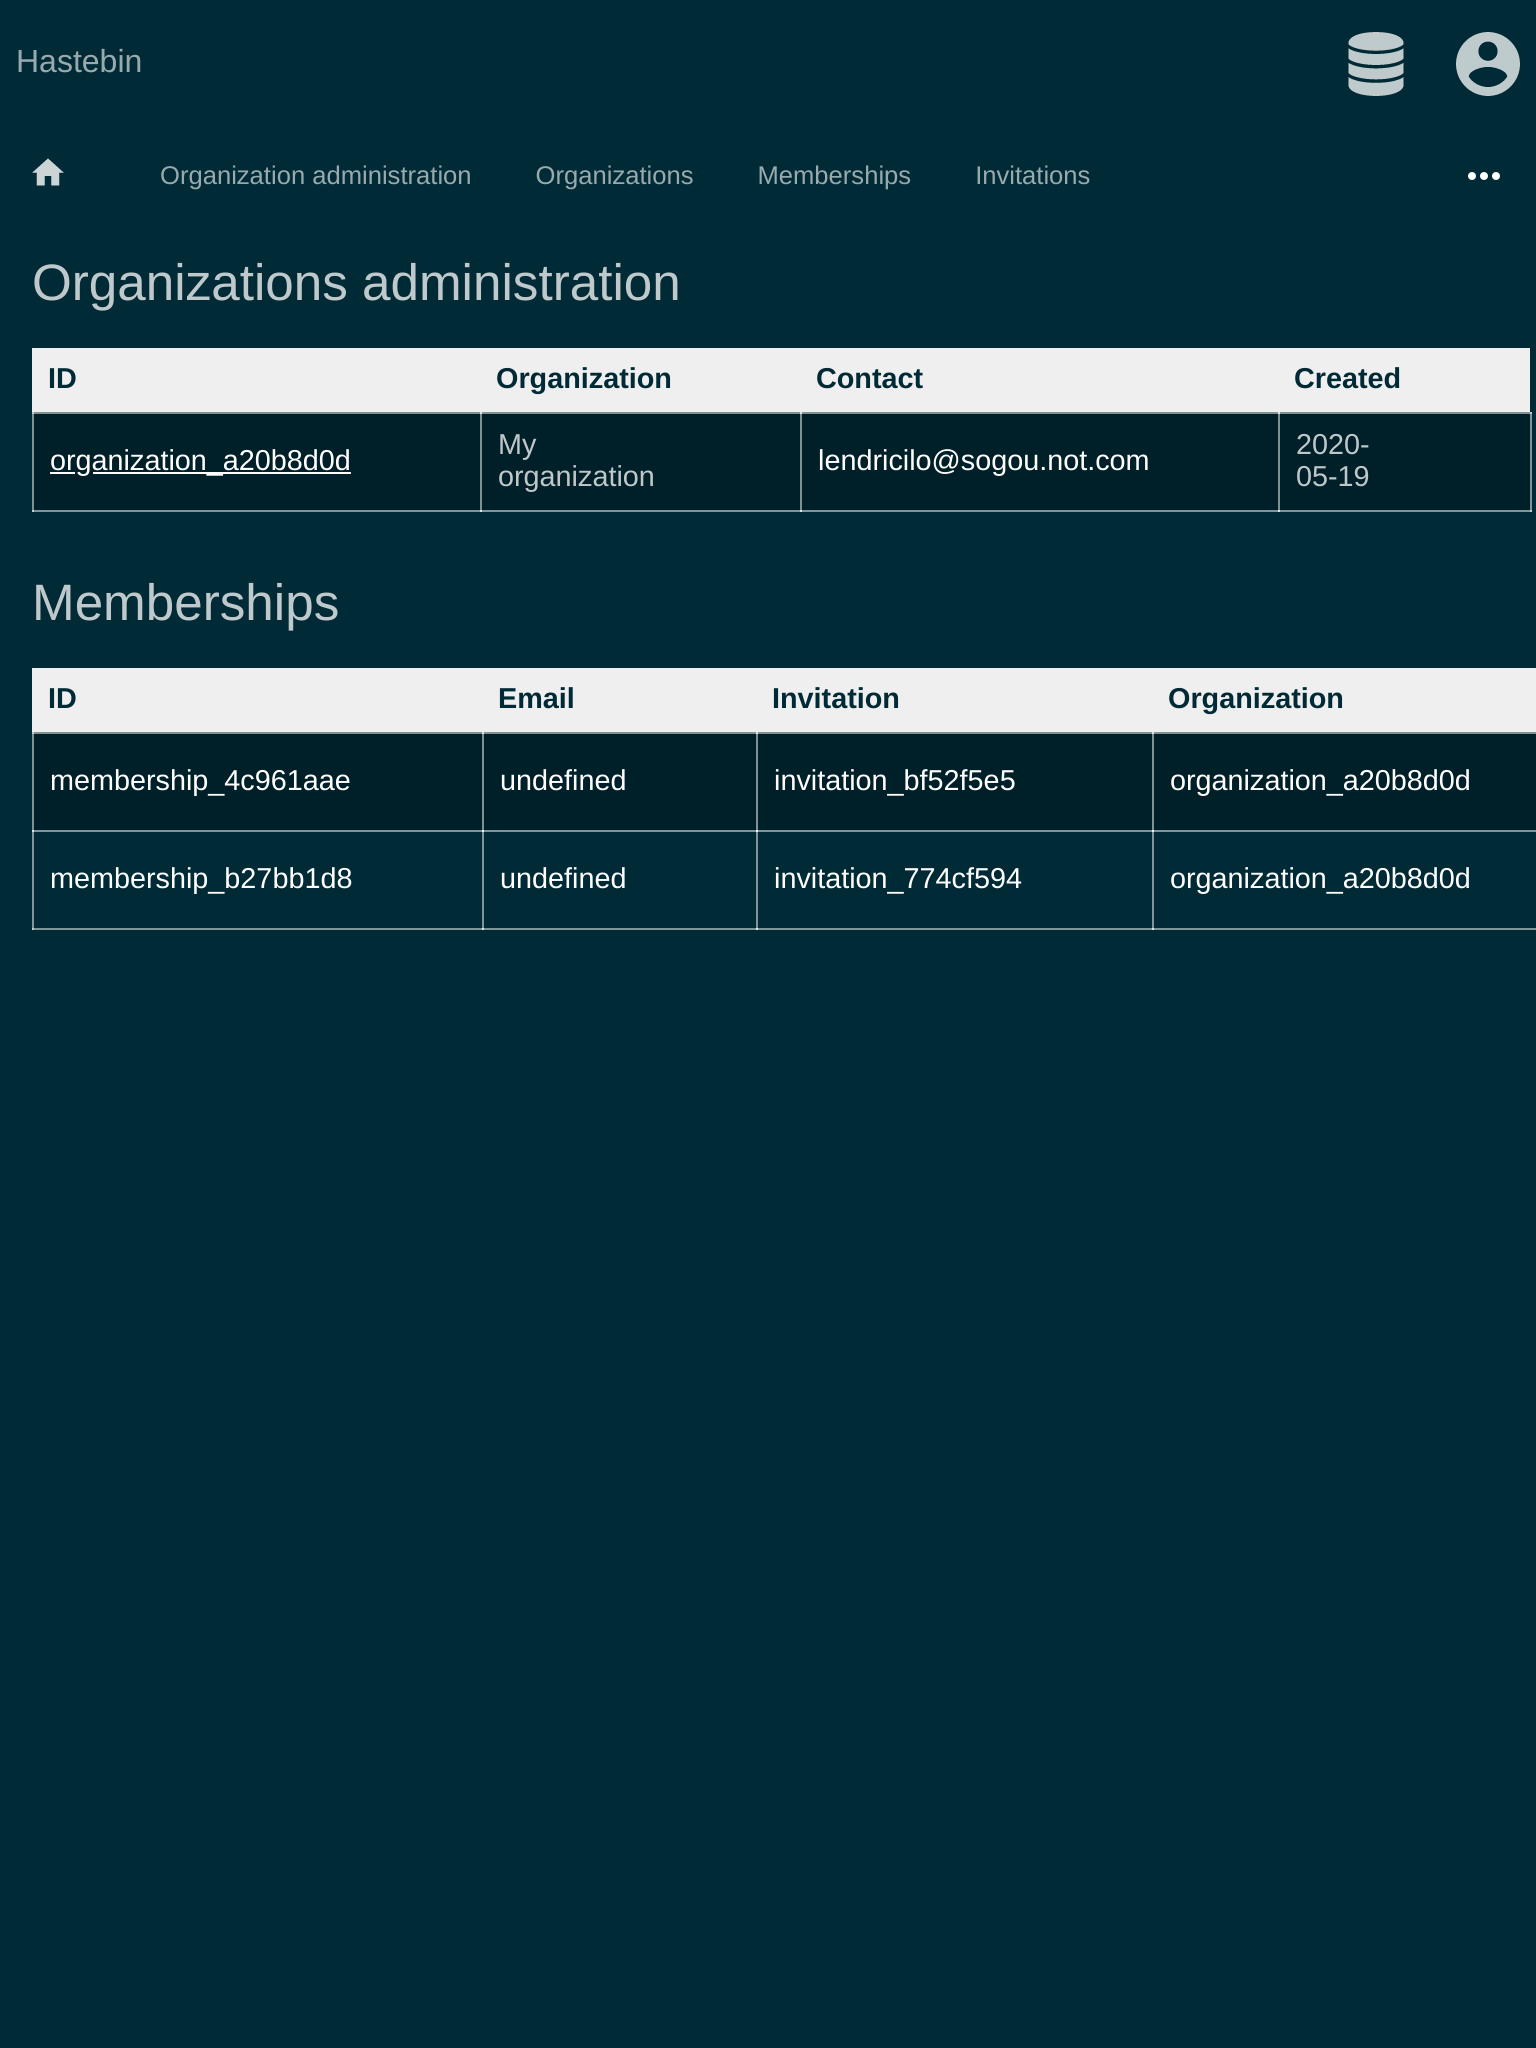 Hastebin
Organization administration Organizations Memberships Invitations
Organizations administration
ID Organization Contact Created
organization_a20b8d0d My organization lendricilo@sogou.not.com 2020-05-19
Memberships
ID Email Invitation Organization
membership_4c961aae undefined invitation_bf52f5e5 organization_a20b8d0d
membership_b27bb1d8 undefined invitation_774cf594 organization_a20b8d0d